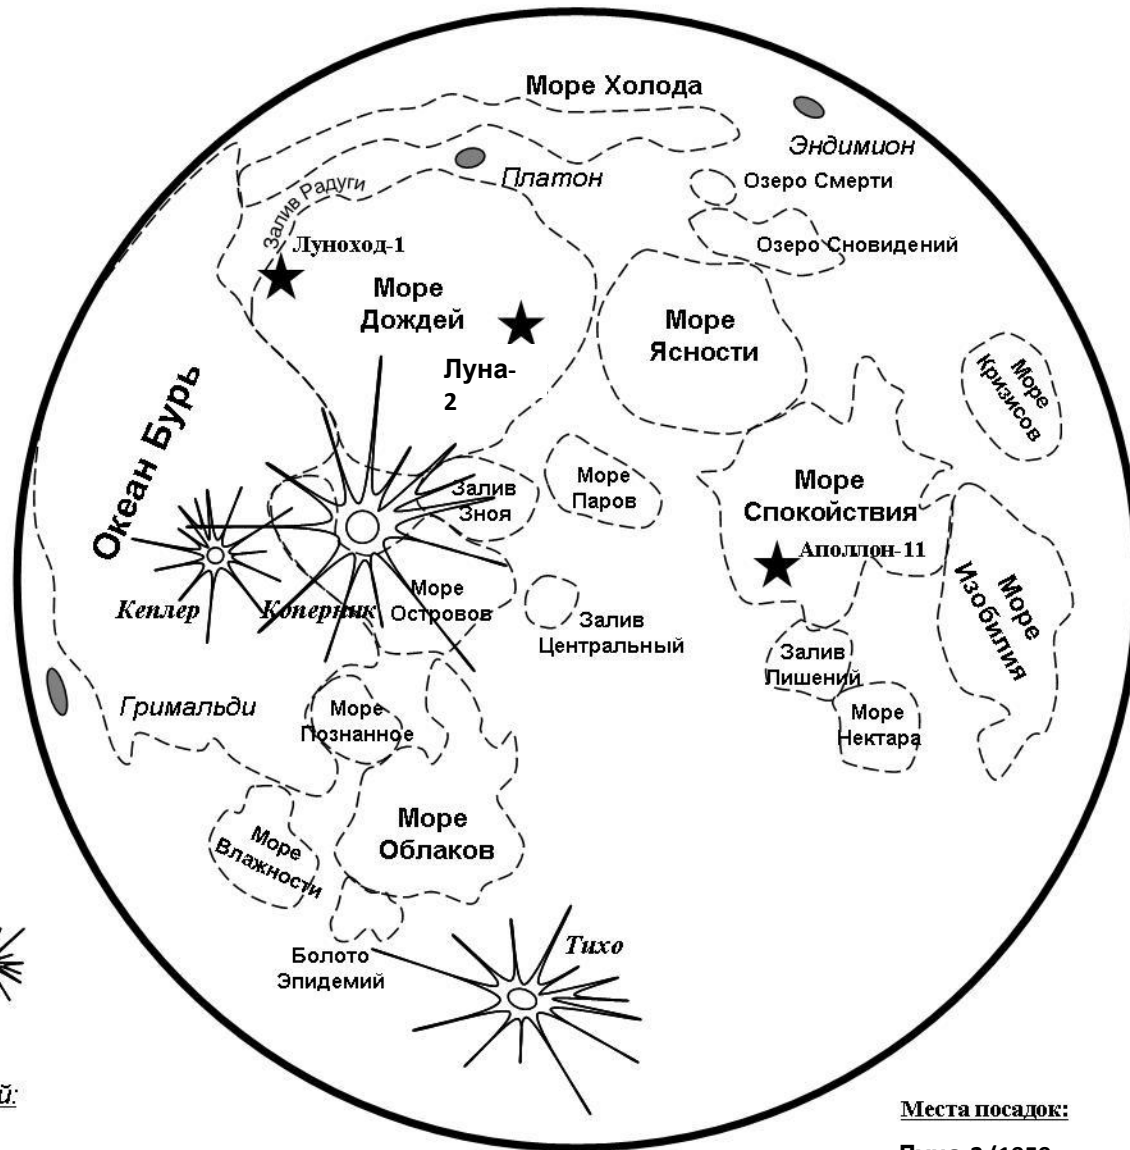 Море Холода
Эндимион
Платон
Озеро Смерти
Залив Радуги
Озеро Сновидений
Луноход-1
Море
Дождей
Море
Ясности
Луна-
2
Море
Кризисов
Океан Бурь
Залив
Зноя
Море
Паров
Море
Спокойствия
Аполлон-11
Кеплер
Коперник
Море
Островов
Залив
Центральный
Море
Изобилия
Залив
Лишений
Гримальди
Море
Познанное
Море
Нектара
Море
Облаков
Море
Влажности
Тихо
Болото
Эпидемий
й:
Места посадок: